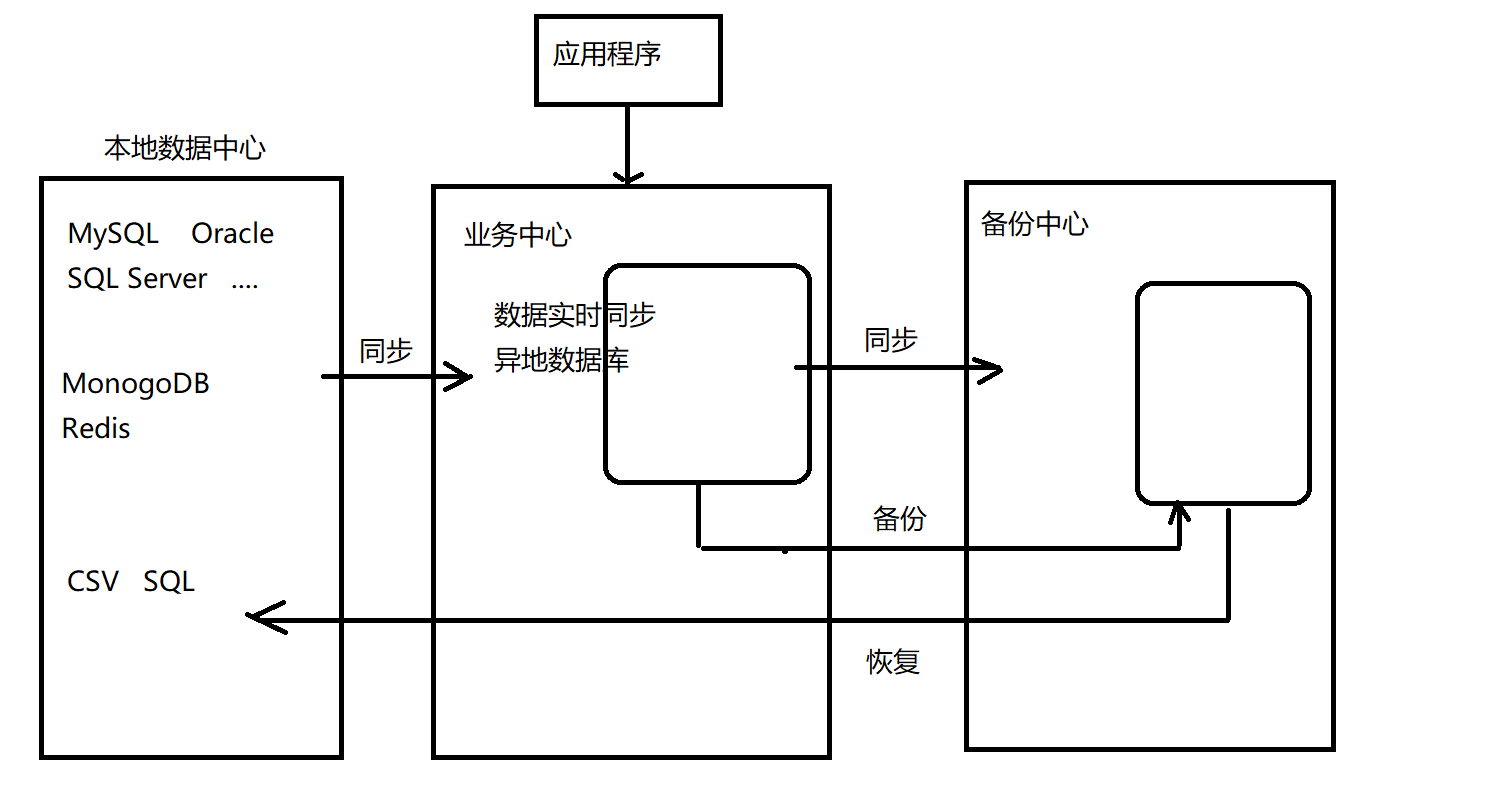 应用程序
本地数据中心
MySQL Oracle
SQL Server ....
MonogoDB
Redis
CSV SQL
同步
业务中心
数据实时同步
异地数据库
同步
备份
恢复
备份中心